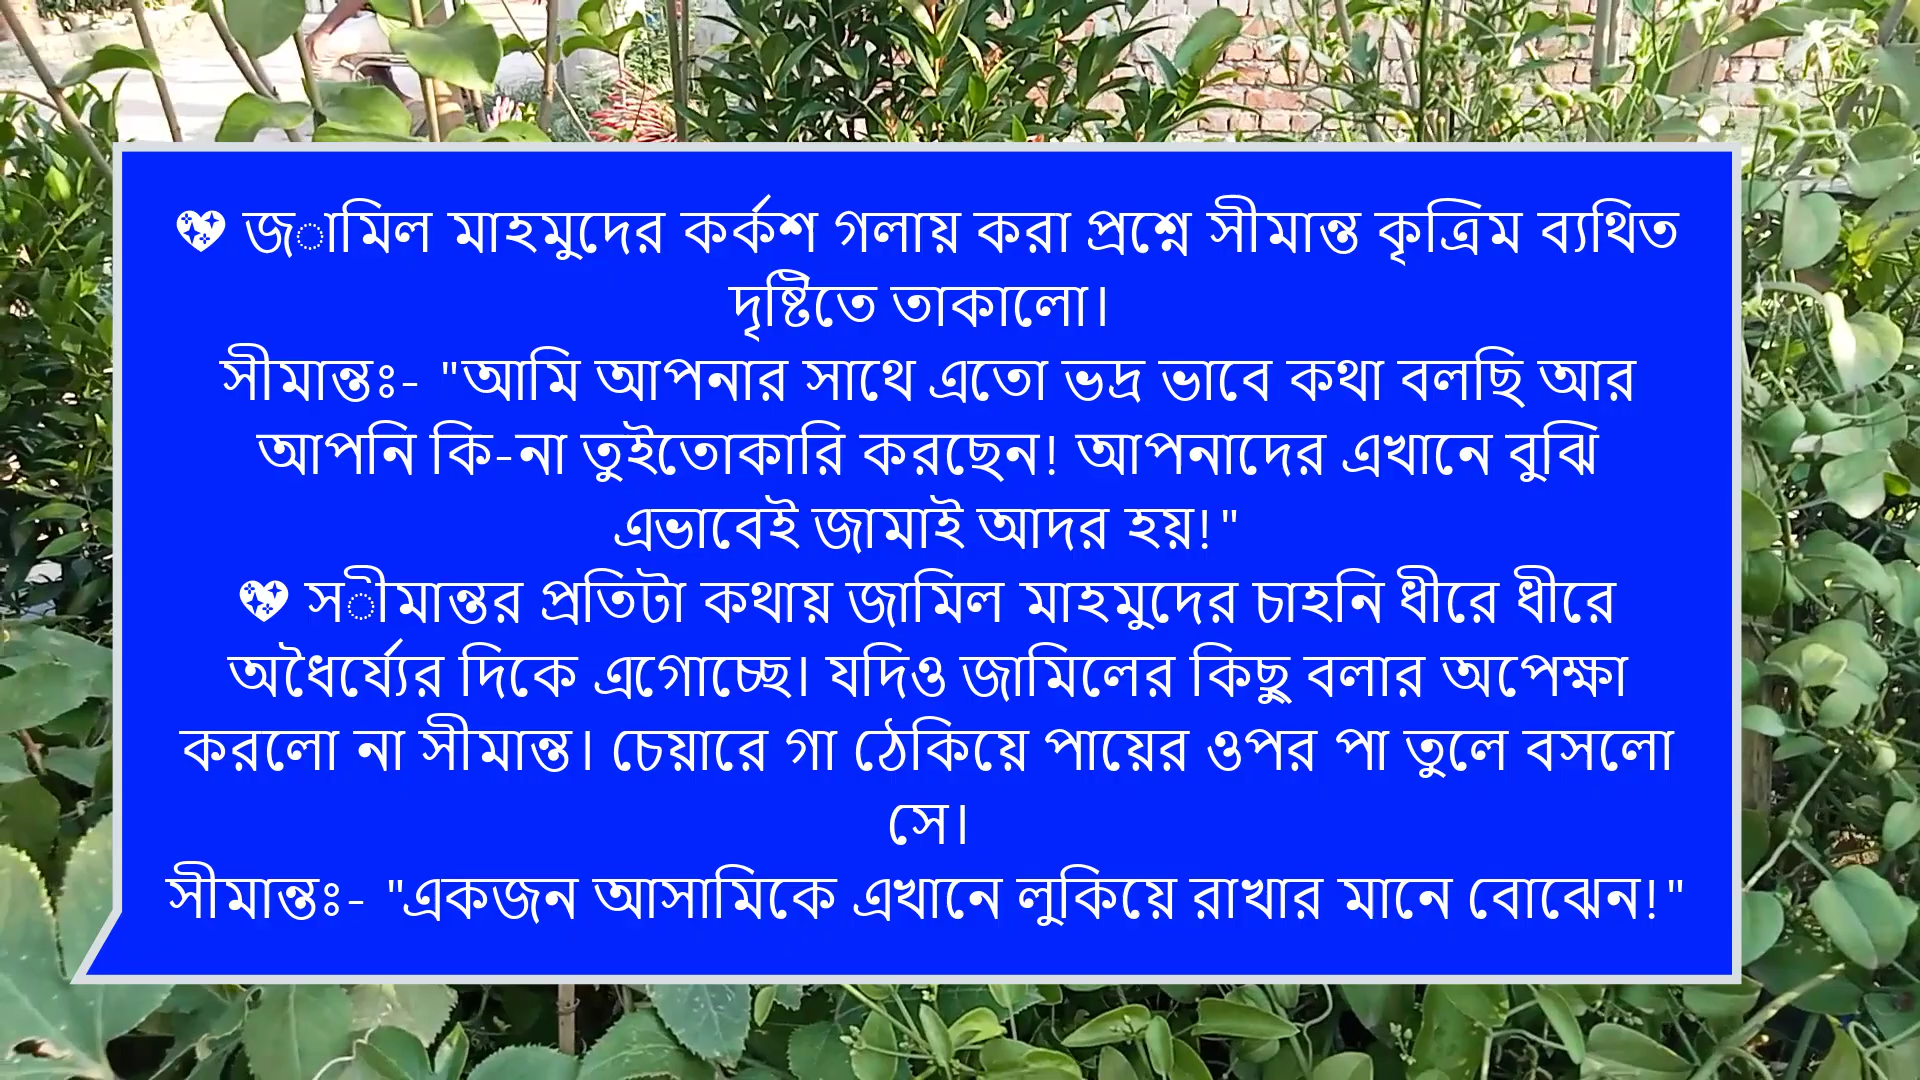 💖 জামিল মাহমুদের কর্কশ গলায় করা প্রশ্নে সীমান্ত কৃত্রিম ব্যথিত
দৃষ্টিতে তাকালো।
সীমান্তঃ- "আমি আপনার সাথে এতো ভদ্র ভাবে কথা বলছি আর
আপনি কি-না তুইতোকারি করছেন! আপনাদের এখানে বুঝি
এভাবেই জামাই আদর হয়!"
💖 সীমান্তর প্রতিটা কথায় জামিল মাহমুদের চাহনি ধীরে ধীরে
অধৈর্য্যের দিকে এগোচ্ছে। যদিও জামিলের কিছু বলার অপেক্ষা
করলো না সীমান্ত। চেয়ারে গা ঠেকিয়ে পায়ের ওপর পা তুলে বসলো
সে।
সীমান্তঃ- "একজন আসামিকে এখানে লুকিয়ে রাখার মানে বোঝেন!"